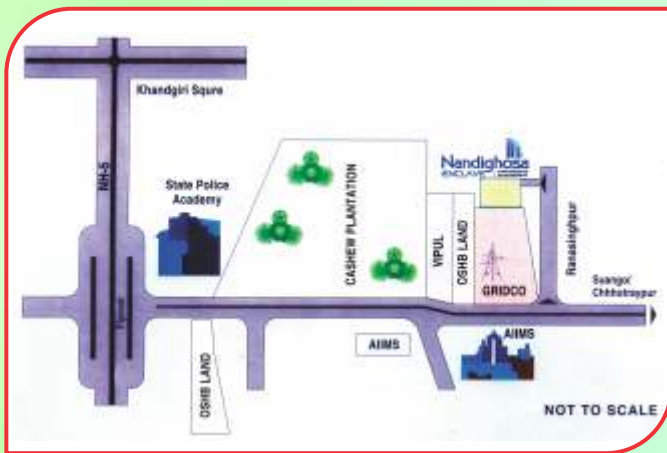 Khandgiri Squre
NH-5
State Police
Academy
CASHEW PLANTATION
Nandighosa
ENCLAVE
VIPUL
OSHB LAND
GRIDCO
Ranasinghpur
Suango/
Chhhotraypur
OSHB LAND
AIIMS
AIIMS
NOT TO SCALE